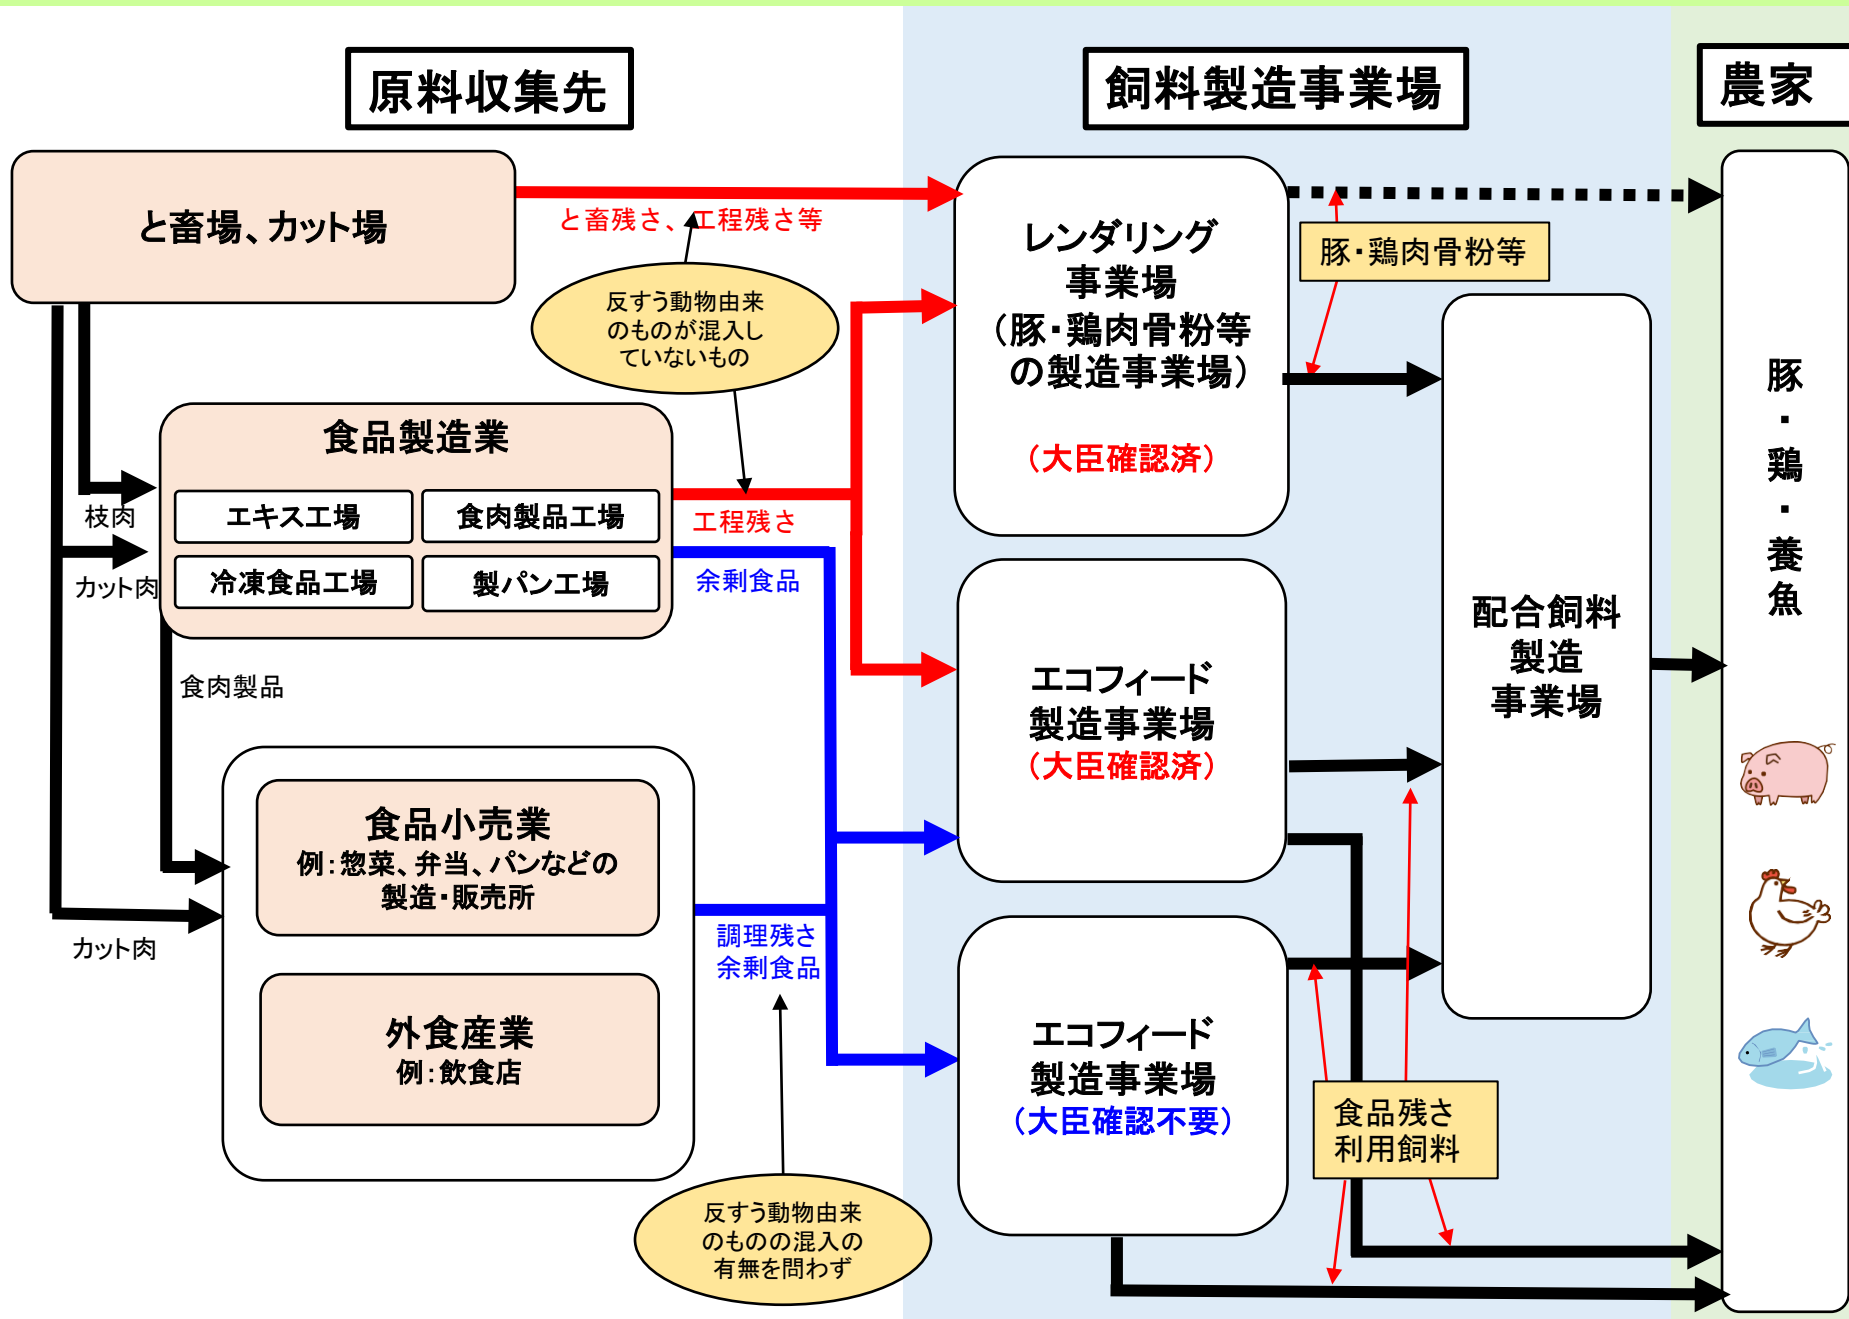 原料収集先
飼料製造事業場
農家
と畜場、カット場
と畜残さ、工程残さ等
反すう動物由来
のものが混入し
ていないもの
食品製造業
エキス工場
食肉製品工場
冷凍食品工場
製パン工場
枝肉
カット肉
工程残さ
余剰食品
食肉製品
食品小売業
例：惣菜、弁当、パンなどの
製造・販売所
外食産業
例：飲食店
カット肉
調理残さ
余剰食品
反すう動物由来
のものの混入の
有無を問わず
レンダリング
事業場
（豚・鶏肉骨粉等
の製造事業場）
（大臣確認済）
豚・鶏肉骨粉等
エコフィード
製造事業場
（大臣確認済）
エコフィード
製造事業場
（大臣確認不要）
配合飼料
製造
事業場
食品残さ
利用飼料
豚・鶏・養魚